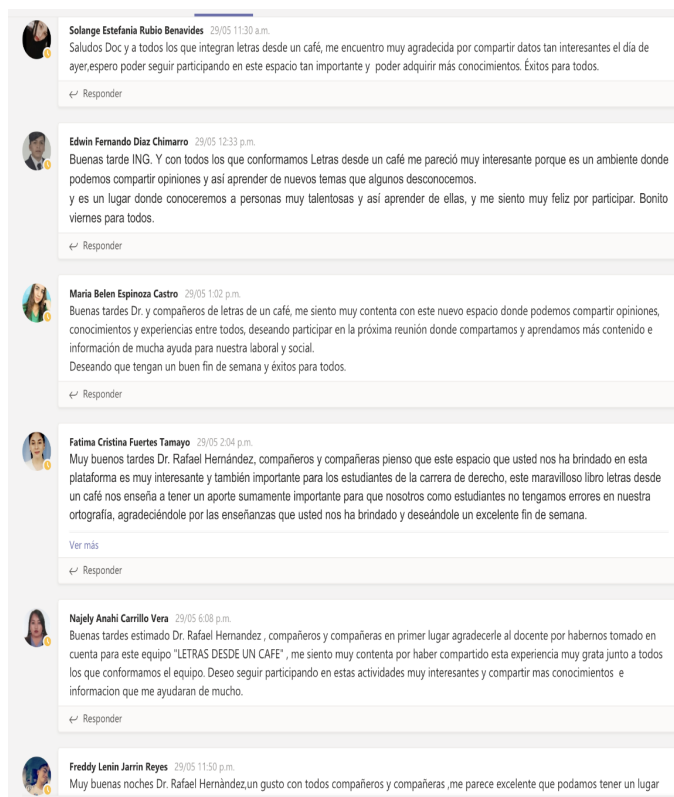 Solange Estefania Rubio Benavides 29/05 11:30 a.m.
Saludos Doc y a todos los que integran letras desde un café, me encuentro muy agradecida por compartir datos tan interesantes el día de
ayer,espero poder seguir participando en este espacio tan importante y poder adquirir más conocimientos. Éxitos para todos.
Responder
Edwin Fernando Diaz Chimarro 29/05 12:33 p.m.
Buenas tarde ING. Y con todos los que conformamos Letras desde un café me pareció muy interesante porque es un ambiente donde
podemos compartir opiniones y así aprender de nuevos temas que algunos desconocemos.
y es un lugar donde conoceremos a personas muy talentosas y así aprender de ellas, y me siento muy feliz por participar. Bonito
viernes para todos.
Responder
Maria Belen Espinoza Castro 29/05 1:02 p.m.
Buenas tardes Dr. y compañeros de letras de un café, me siento muy contenta con este nuevo espacio donde podemos compartir opiniones,
conocimientos y experiencias entre todos, deseando participar en la próxima reunión donde compartamos y aprendamos más contenido e
información de mucha ayuda para nuestra laboral y social.
Deseando que tengan un buen fin de semana y éxitos para todos.
Responder
Fatima Cristina Fuertes Tamayo 29/05 2:04 p.m.
Muy buenos tardes Dr. Rafael Hernández, compañeros y compañeras pienso que este espacio que usted nos ha brindado en esta
plataforma es muy interesante y también importante para los estudiantes de la carrera de derecho, este maravilloso libro letras desde
un café nos enseña a tener un aporte sumamente importante para que nosotros como estudiantes no tengamos errores en nuestra
ortografía, agradeciéndole por las enseñanzas que usted nos ha brindado y deseándole un excelente fin de semana.
Ver más
Responder
Najely Anahi Carrillo Vera 29/05 6:08 p.m.
Buenas tardes estimado Dr. Rafael Hernandez , compañeros y compañeras en primer lugar agradecerle al docente por habernos tomado en
cuenta para este equipo "LETRAS DESDE UN CAFE" , me siento muy contenta por haber compartido esta experiencia muy grata junto a todos
los que conformamos el equipo. Deseo seguir participando en estas actividades muy interesantes y compartir mas conocimientos e
informacion que me ayudaran de mucho.
Responder
Freddy Lenin Jarrin Reyes 29/05 11:50 p.m.
Muy buenas noches Dr. Rafael Hernàndez,un gusto con todos compañeros y compañeras ,me parece excelente que podamos tener un lugar